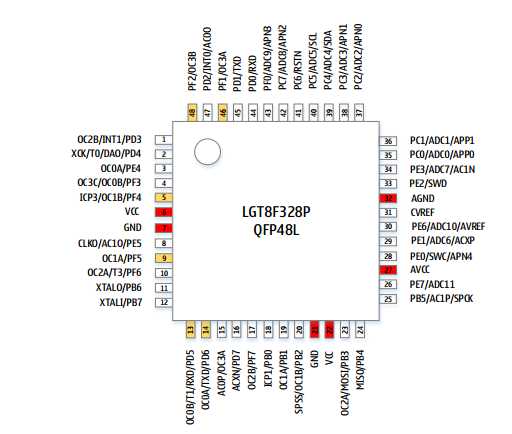 PF2/OC3B
PD2/INT0/AC0O
PF1/OC3A
PD1/TXD
PD0/RXD
PF0/ADC9/APN3
PC7/ADC8/APN2
PC6/RSTN
PC5/ADC5/SCL
PC4/ADC4/SDA
PC3/ADC3/APN1
PC2/ADC2/APN0
48
47
46
45
44
43
42
41
40
39
38
37
OC2B/INT1/PD3 1
XCK/T0/DAO/PD4 2
OC0A/PE4 3
OC3C/OC0B/PF3 4
ICP3/OC1B/PF4 5
VCC 6
GND 7
CLKO/AC1O/PE5 8
OC1A/PF5 9
OC2A/T3/PF6 10
XTALO/PB6 11
XTALI/PB7 12
LGT8F328P
QFP48L
36 PC1/ADC1/APP1
35 PC0/ADC0/APP0
34 PE3/ADC7/AC1N
33 PE2/SWD
32 AGND
31 CVREF
30 PE6/ADC10/AVREF
29 PE1/ADC6/ACXP
28 PE0/SWC/APN4
27 AVCC
26 PE7/ADC11
25 PB5/AC1P/SPCK
13
14
15
16
17
18
19
20
21
22
23
24
OC0B/T1/RXD/PD5
OC0A/TXD/PD6
AC0P/OC3A
ACXN/PD7
OC2B/PF7
ICP1/PB0
OC1A/PB1
SPSS/OC1B/PB2
GND
VCC
OC2A/MOSI/PB3
MISO/PB4